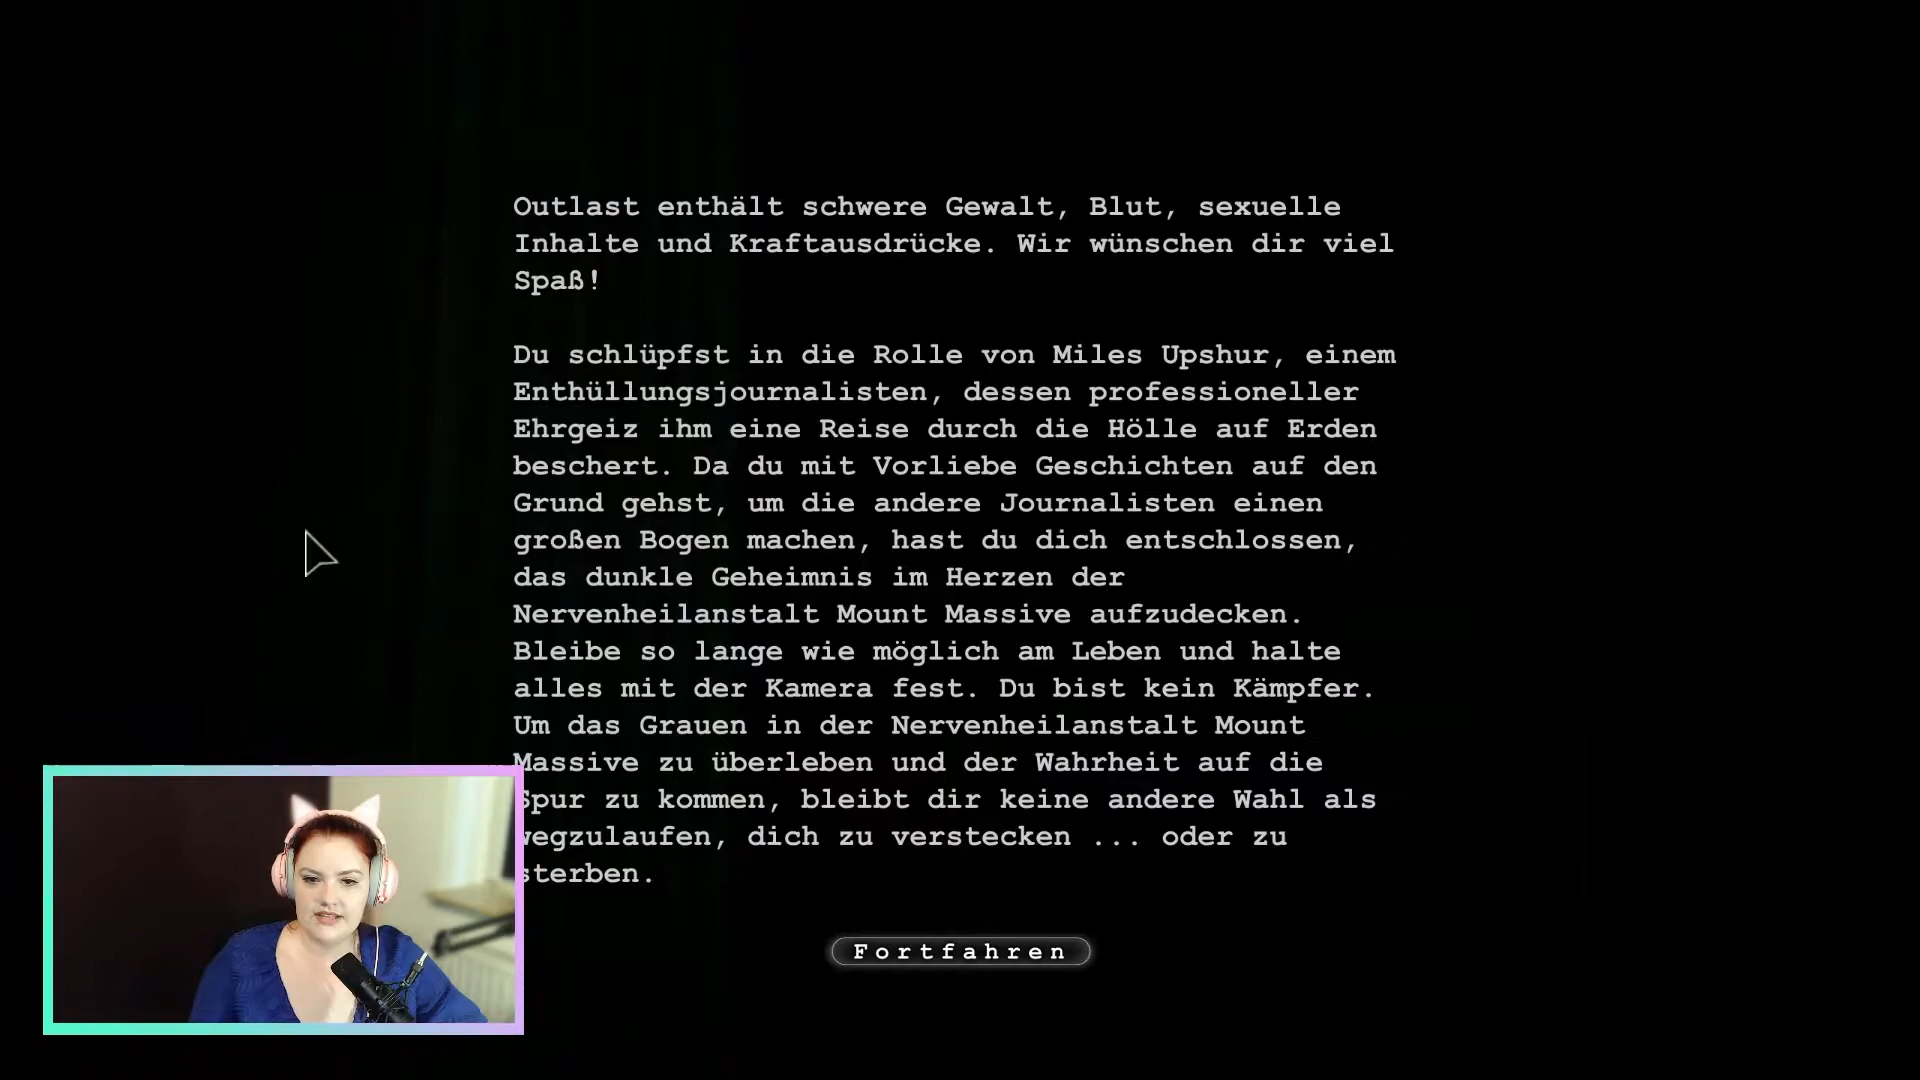 Outlast enthält schwere Gewalt, Blut, sexuelle
Inhalte und Kraftausdrücke. Wir wünschen dir viel
Spaß!
Du schlüpfst in die Rolle von Miles Upshur, einem
Enthüllungsjournalisten, dessen professioneller
Ehrgeiz ihm eine Reise durch die Hölle auf Erden
beschert. Da du mit Vorliebe Geschichten auf den
Grund gehst, um die andere Journalisten einen
großen Bogen machen, hast du dich entschlossen,
das dunkle Geheimnis im Herzen der
Nervenheilanstalt Mount Massive aufzudecken.
Bleibe so lange wie möglich am Leben und halte
alles mit der Kamera fest. Du bist kein Kämpfer.
Um das Grauen in der Nervenheilanstalt Mount
Massive zu überleben und der Wahrheit auf die
Spur zu kommen, bleibt dir keine andere Wahl als
wegzulaufen, dich zu verstecken ... oder zu
sterben.
Fortfahren